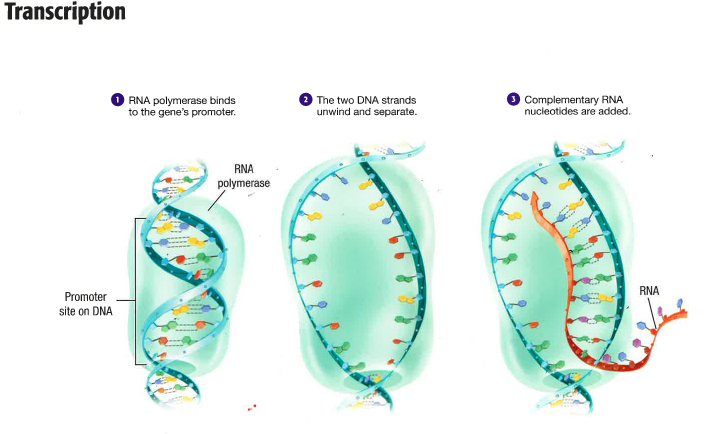 Transcription
1 RNA polymerase binds
to the gene's promoter.
2 The two DNA strands
unwind and separate.
3 Complementary RNA
nucleotides are added.
RNA
polymerase
Promoter
site on DNA
RNA